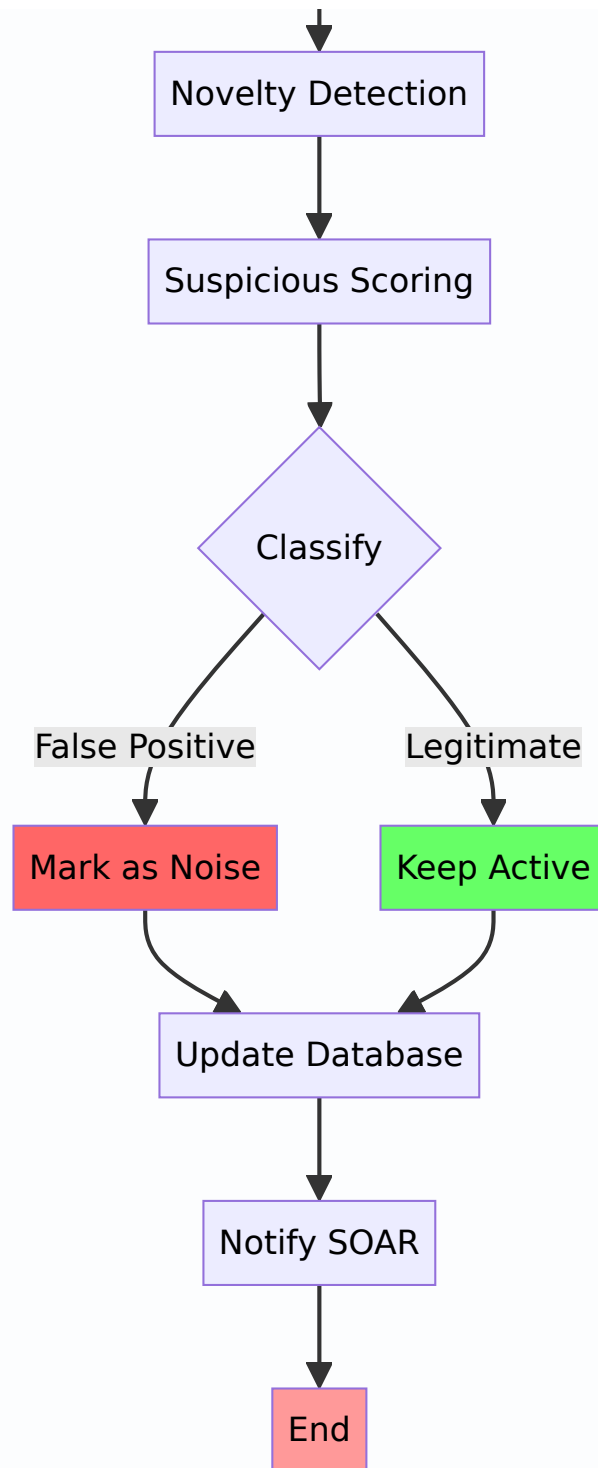 Novelty Detection
Suspicious Scoring
Classify
False Positive
Legitimate
Mark as Noise
Keep Active
Update Database
Notify SOAR
End